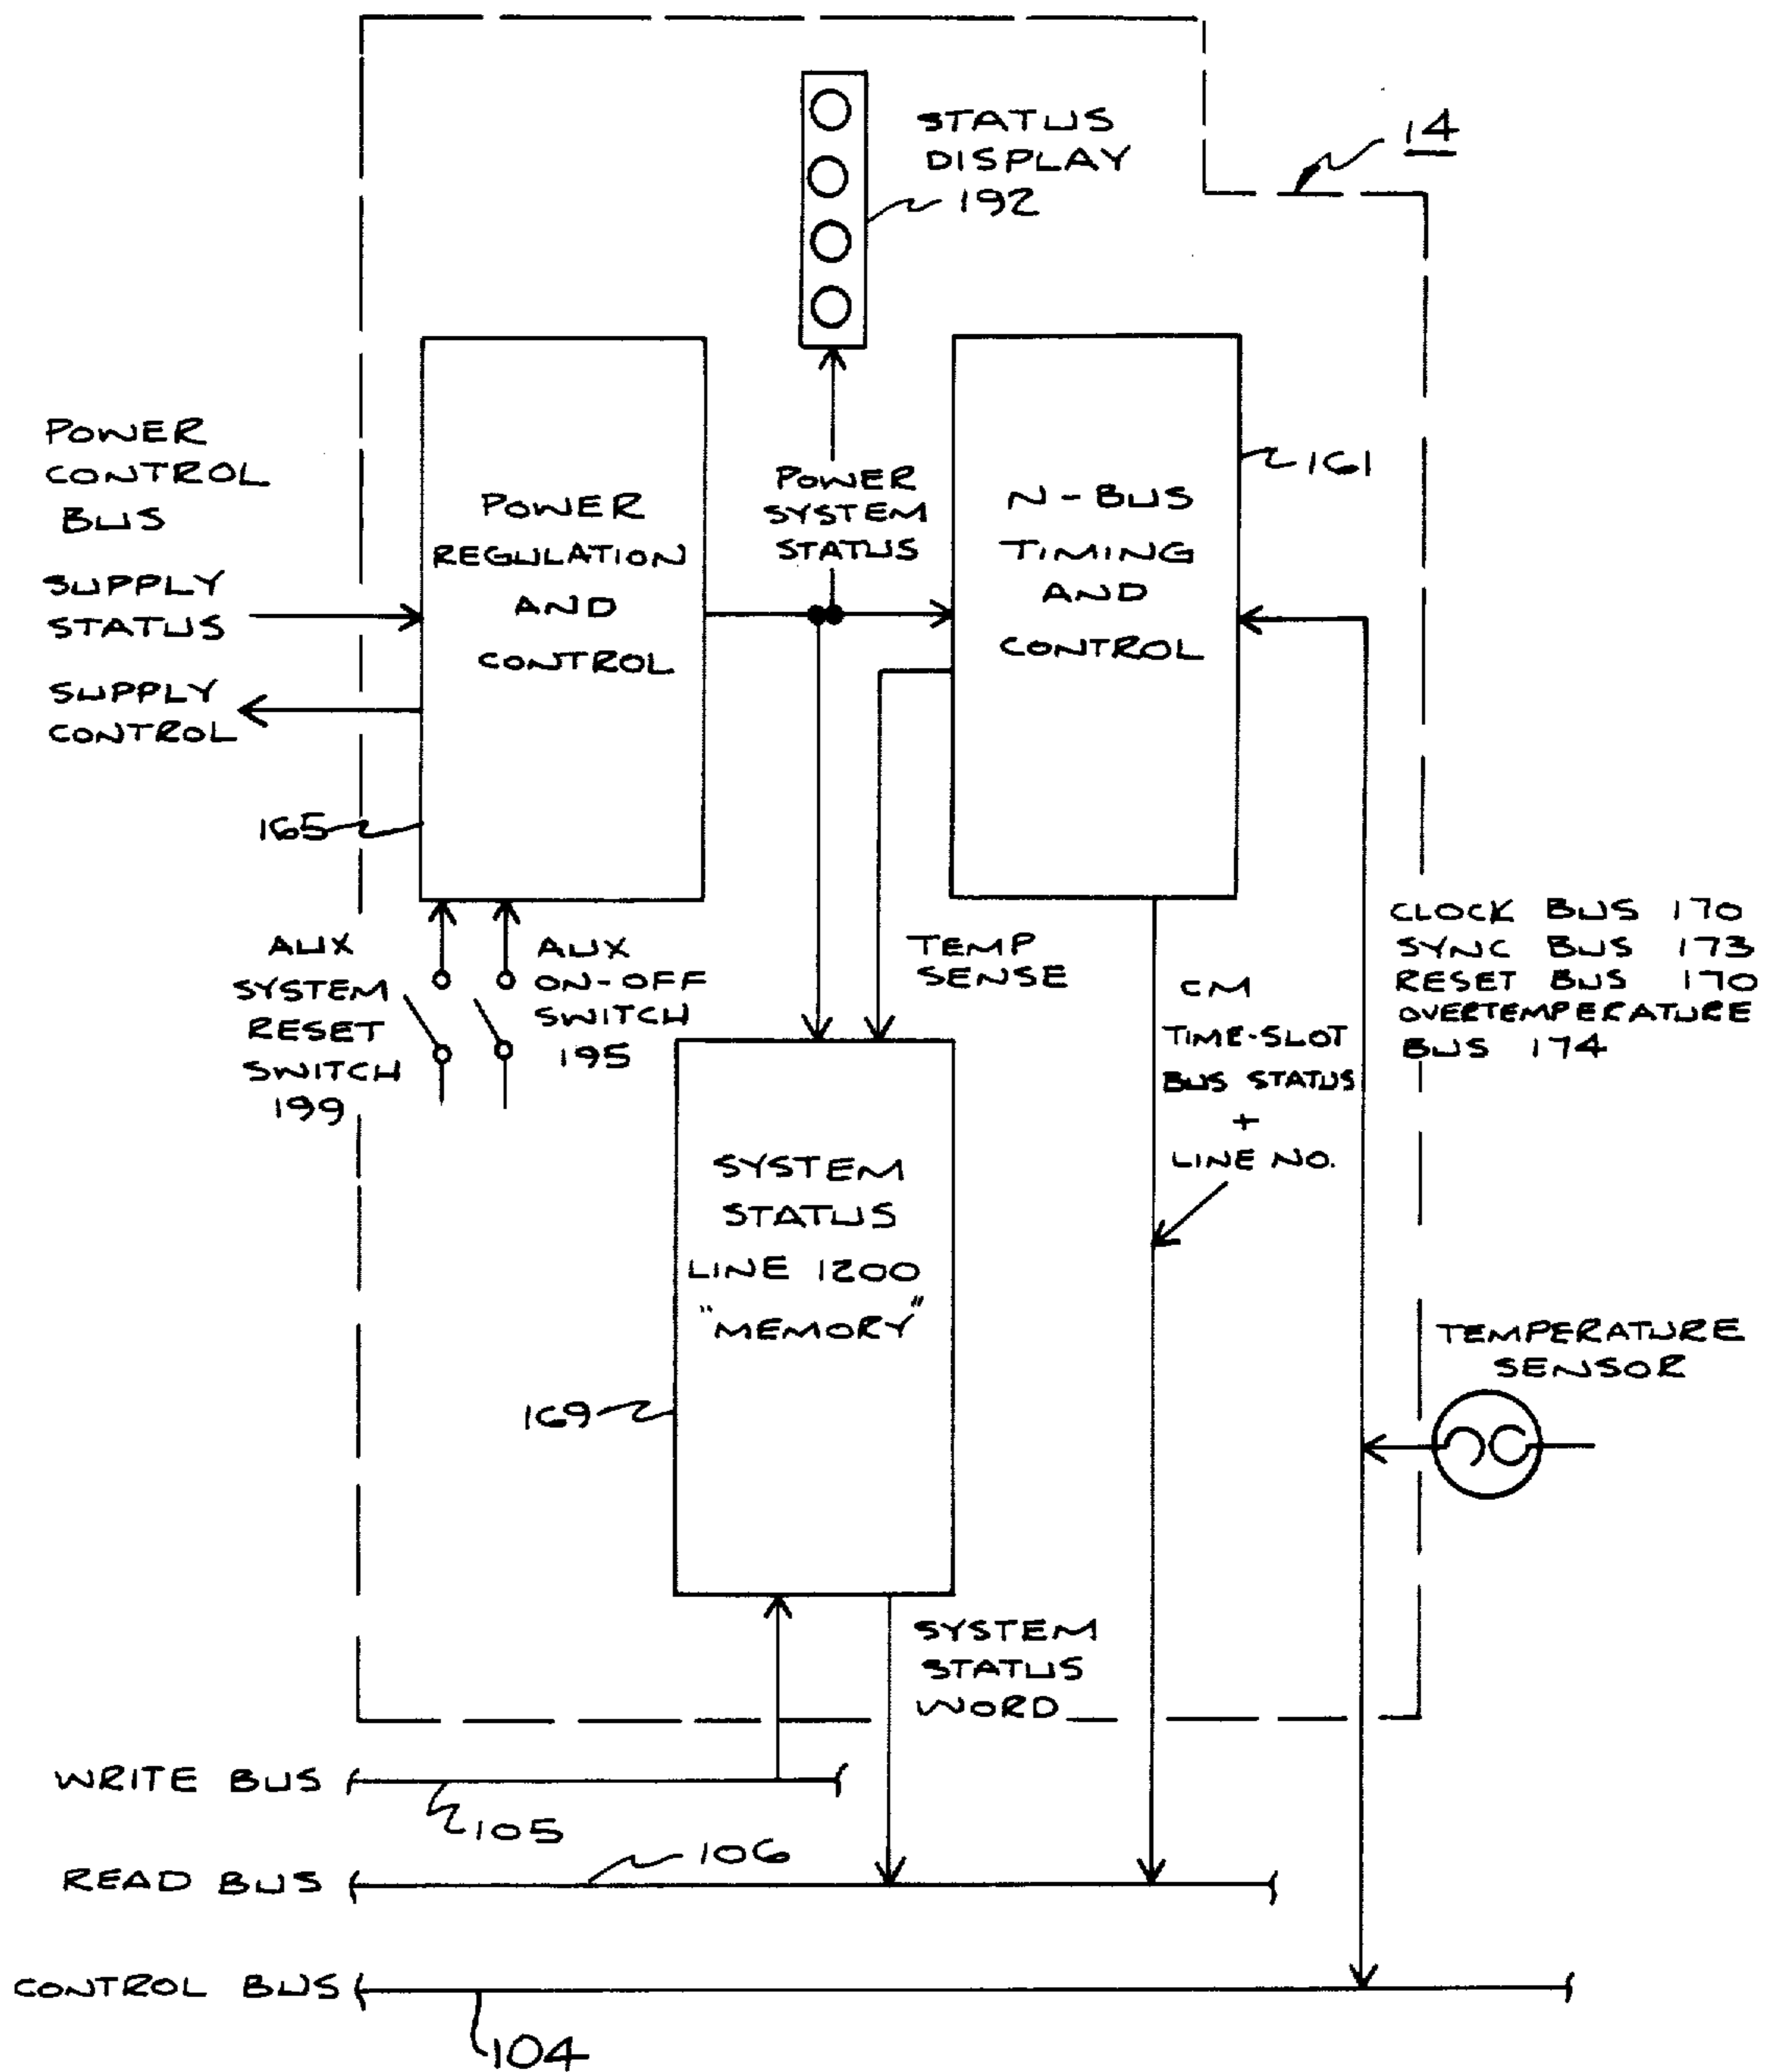 STATUS
DISPLAY
192
14
POWER
CONTROL
BUS
SUPPLY
STATUS
SUPPLY
CONTROL
POWER
REGULATION
AND
CONTROL
165
POWER
SYSTEM
STATUS
N-BUS
TIMING
AND
CONTROL
161
AUX
SYSTEM
RESET
SWITCH
199
AUX
ON-OFF
SWITCH
195
TEMP
SENSE
CM
TIME-SLOT
BUS STATUS
+
LINE NO.
CLOCK BUS 170
SYNC BUS 173
RESET BUS 170
OVERTEMPERATURE
BUS 174
SYSTEM
STATUS
LINE 1200
"MEMORY"
169
TEMPERATURE
SENSOR
SYSTEM
STATUS
WORD
WRITE BUS
105
READ BUS
106
CONTROL BUS
104